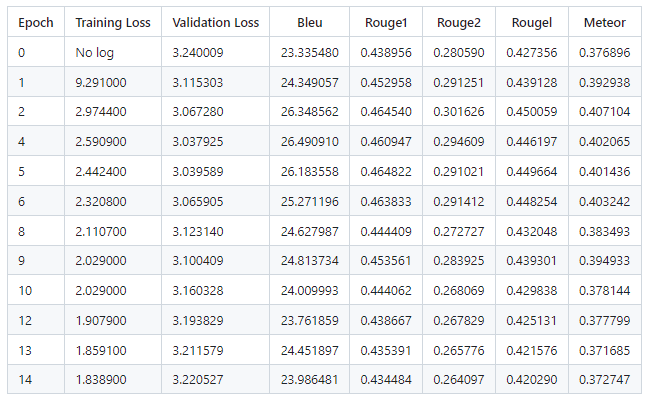 Epoch Training Loss Validation Loss Bleu Rouge1 Rouge2 Rougel Meteor
0 No log 3.240009 23.335480 0.438956 0.280590 0.427356 0.376896
1 9.291000 3.115303 24.349057 0.452958 0.291251 0.439128 0.392938
2 2.974400 3.067280 26.348562 0.464540 0.301626 0.450059 0.407104
4 2.590900 3.037925 26.490910 0.460947 0.294609 0.446197 0.402065
5 2.442400 3.039589 26.183558 0.464822 0.291021 0.449664 0.401436
6 2.320800 3.065905 25.271196 0.463833 0.291412 0.448254 0.403242
8 2.110700 3.123140 24.627987 0.444409 0.272727 0.432048 0.383493
9 2.029000 3.100409 24.813734 0.453561 0.283925 0.439301 0.394933
10 2.029000 3.160328 24.009993 0.444062 0.268069 0.429838 0.378144
12 1.907900 3.193829 23.761859 0.438667 0.267829 0.425131 0.377799
13 1.859100 3.211579 24.451897 0.435391 0.265776 0.421576 0.371685
14 1.838900 3.220527 23.986481 0.434484 0.264097 0.420290 0.372747